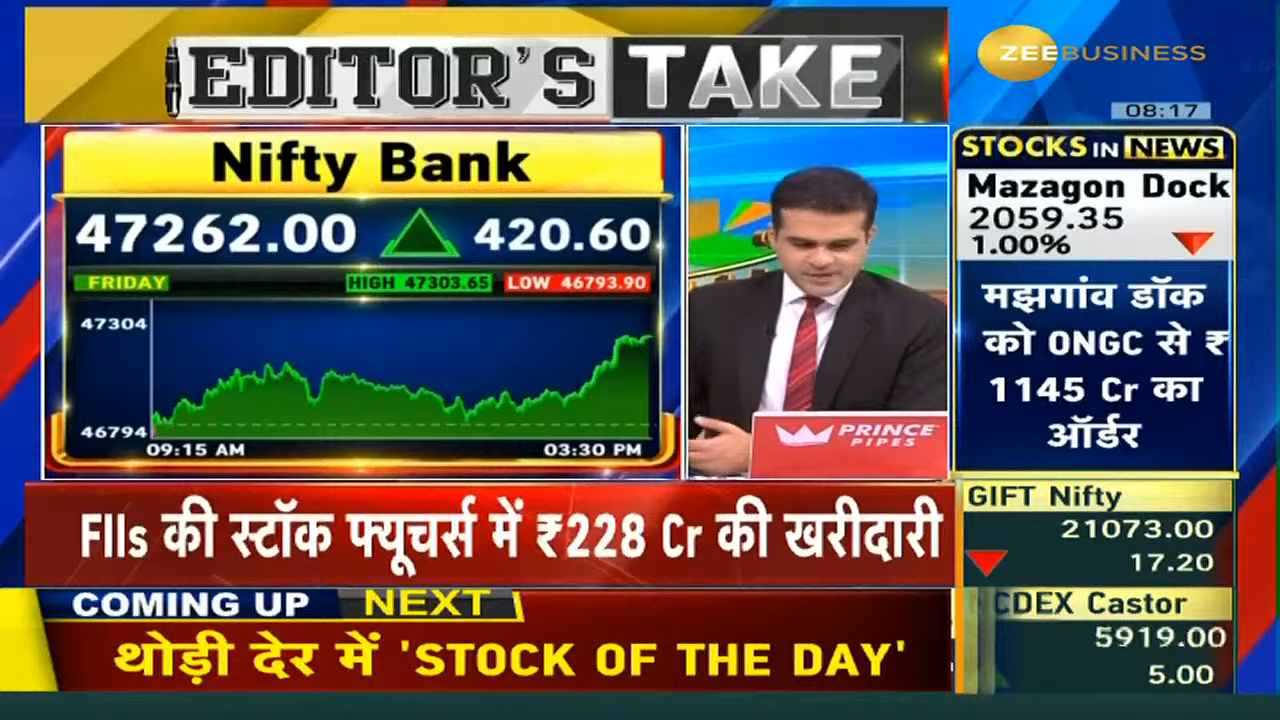 EDITOR'S TAKE
ZEEBUSINESS
08:17
Nifty Bank
47262.00 420.60
FRIDAY HIGH 47303.65 LOW 46793.90
47304
46794
09:15 AM 03:30 PM
PRINCE
PIPES
STOCKS IN NEWS
Mazagon Dock
2059.35
1.00%
मझगांव डॉक
को ONGC से ₹
1145 Cr का
ऑर्डर
GIFT Nifty
21073.00
17.20
CDEX Castor
5919.00
5.00
FIIs की स्टॉक फ्यूचर्स में ₹228 Cr की खरीदारी
COMING UP NEXT
थोड़ी देर में 'STOCK OF THE DAY'